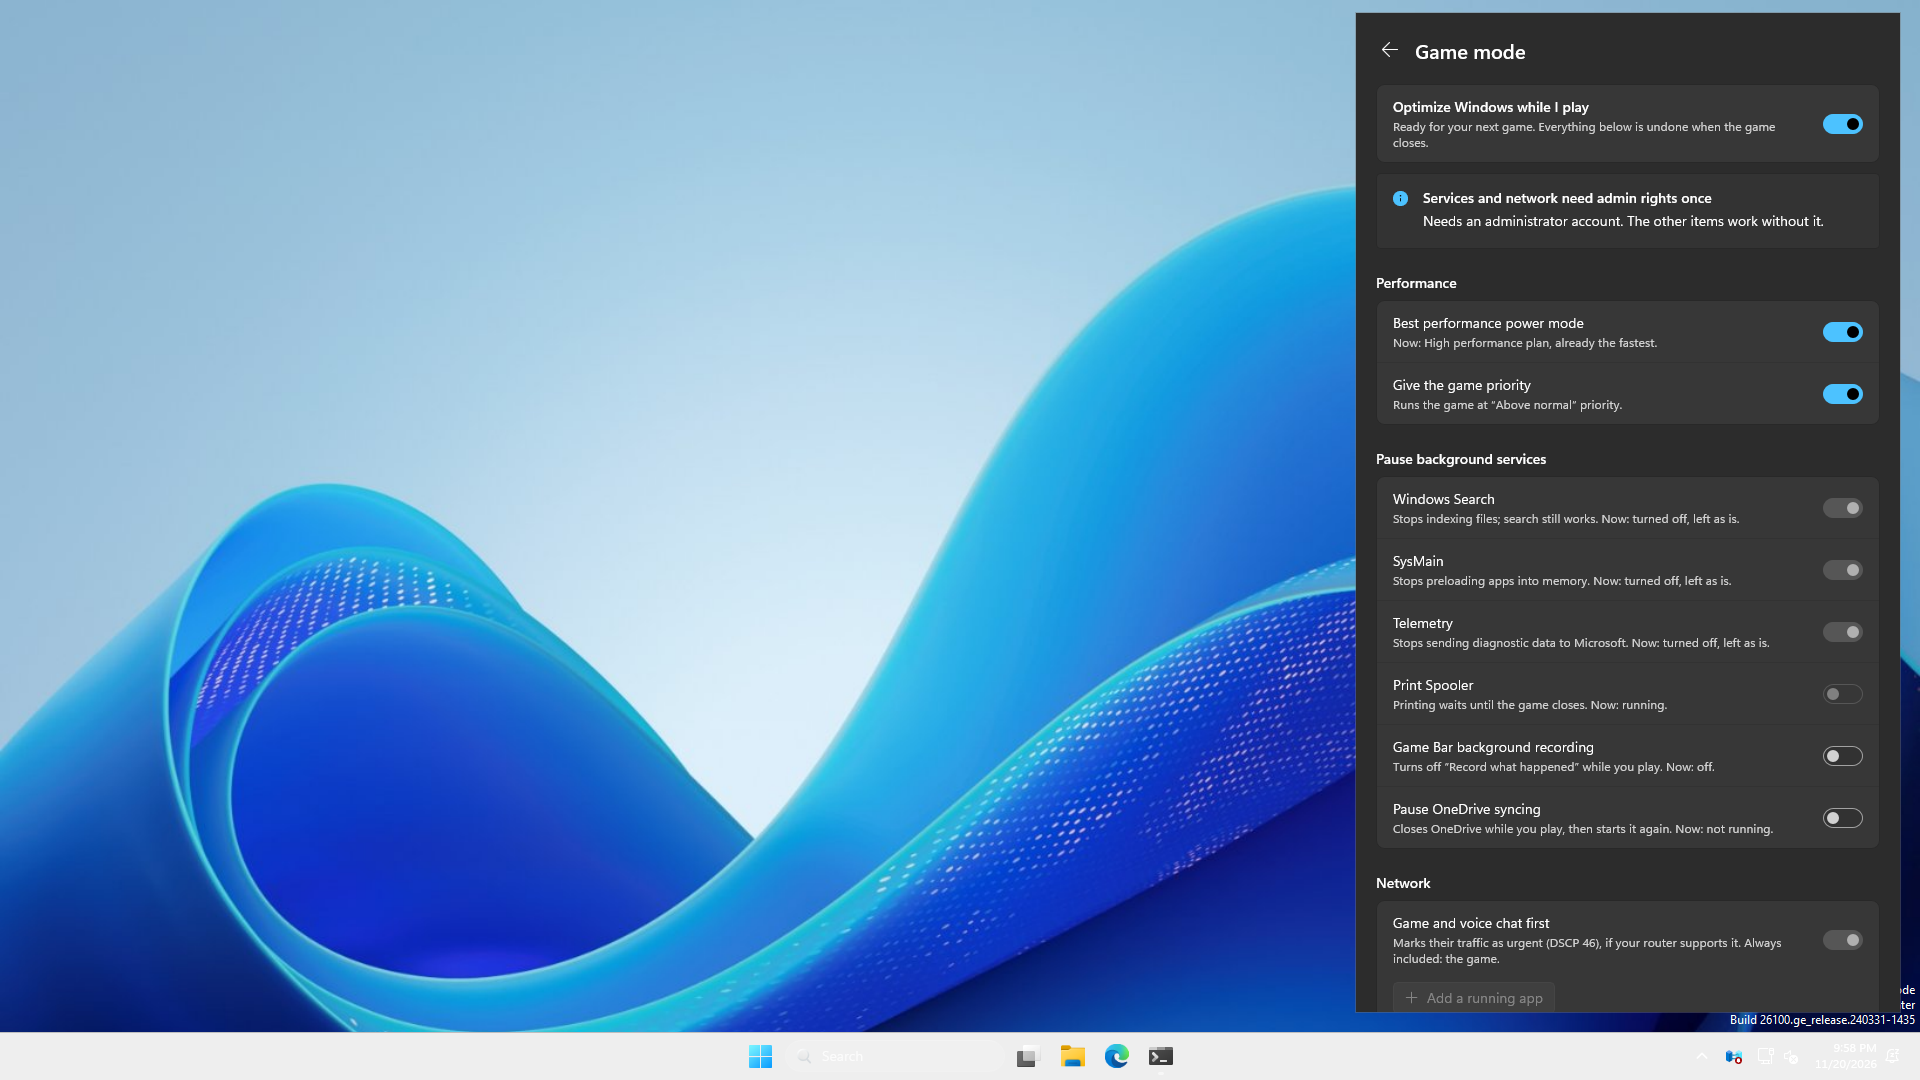 Game mode
Optimize Windows while I play
Ready for your next game. Everything below is undone when the game
closes.
Services and network need admin rights once
Needs an administrator account. The other items work without it.
Performance
Best performance power mode
Now: High performance plan, already the fastest.
Give the game priority
Runs the game at “Above normal” priority.
Pause background services
Windows Search
Stops indexing files; search still works. Now: turned off, left as is.
SysMain
Stops preloading apps into memory. Now: turned off, left as is.
Telemetry
Stops sending diagnostic data to Microsoft. Now: turned off, left as is.
Print Spooler
Printing waits until the game closes. Now: running.
Game Bar background recording
Turns off “Record what happened” while you play. Now: off.
Pause OneDrive syncing
Closes OneDrive while you play, then starts it again. Now: not running.
Network
Game and voice chat first
Marks their traffic as urgent (DSCP 46), if your router supports it. Always
included: the game.
+ Add a running app
Build 26100.ge_release.240331-1435
Search
9:58 PM
11/20/2026